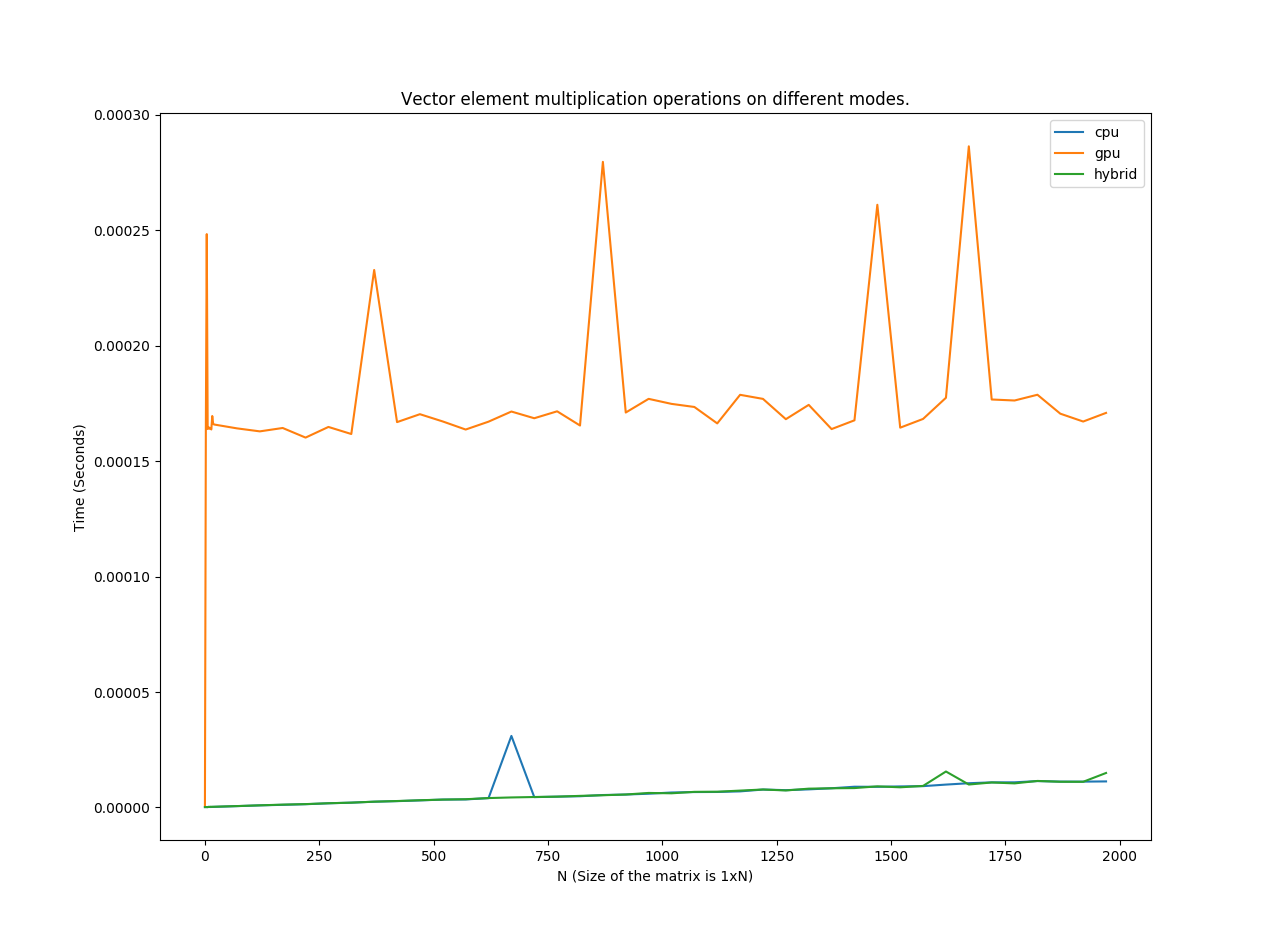 Vector element multiplication operations on different modes.
cpu
gpu
hybrid
Time (Seconds)
0.00030
0.00025
0.00020
0.00015
0.00010
0.00005
0.00000
0 250 500 750 1000 1250 1500 1750 2000
N (Size of the matrix is 1xN)